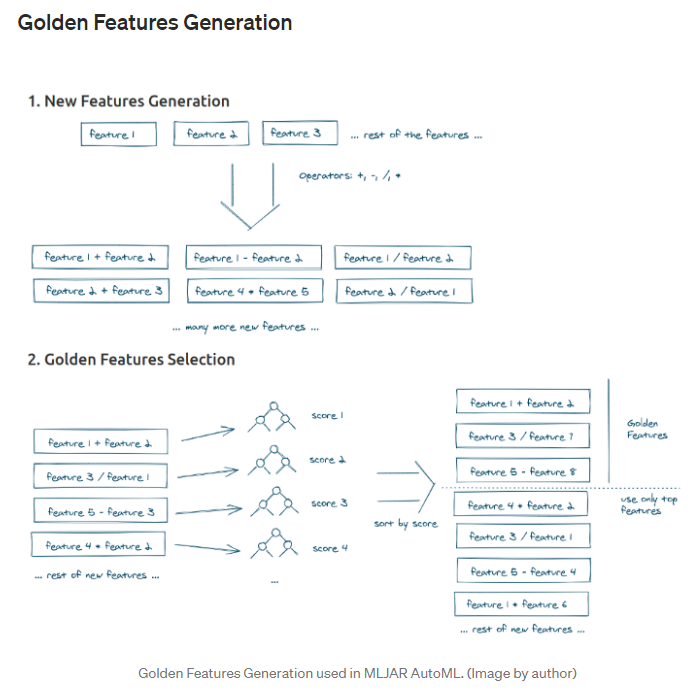 Golden Features Generation
1. New Features Generation
feature 1
feature 2
feature 3
... rest of the features ...
Operators: +, -, /, *
feature 1 + feature 2
feature 1 - feature 2
feature 1 / feature 2
feature 2 + feature 3
feature 4 * feature 5
feature 2 / feature 1
... many more new features ...
2. Golden Features Selection
feature 1 + feature 2
feature 3 / feature 1
feature 5 - feature 3
feature 4 * feature 2
... rest of new features ...
score 1
score 2
score 3
score 4
...
sort by score
feature 1 + feature 2
feature 3 / feature 7
feature 5 - feature 8
feature 4 * feature 2
feature 3 / feature 1
feature 5 - feature 4
feature 1 * feature 6
... rest of new features ...
Golden
Features
use only top
features
Golden Features Generation used in MLJAR AutoML. (Image by author)